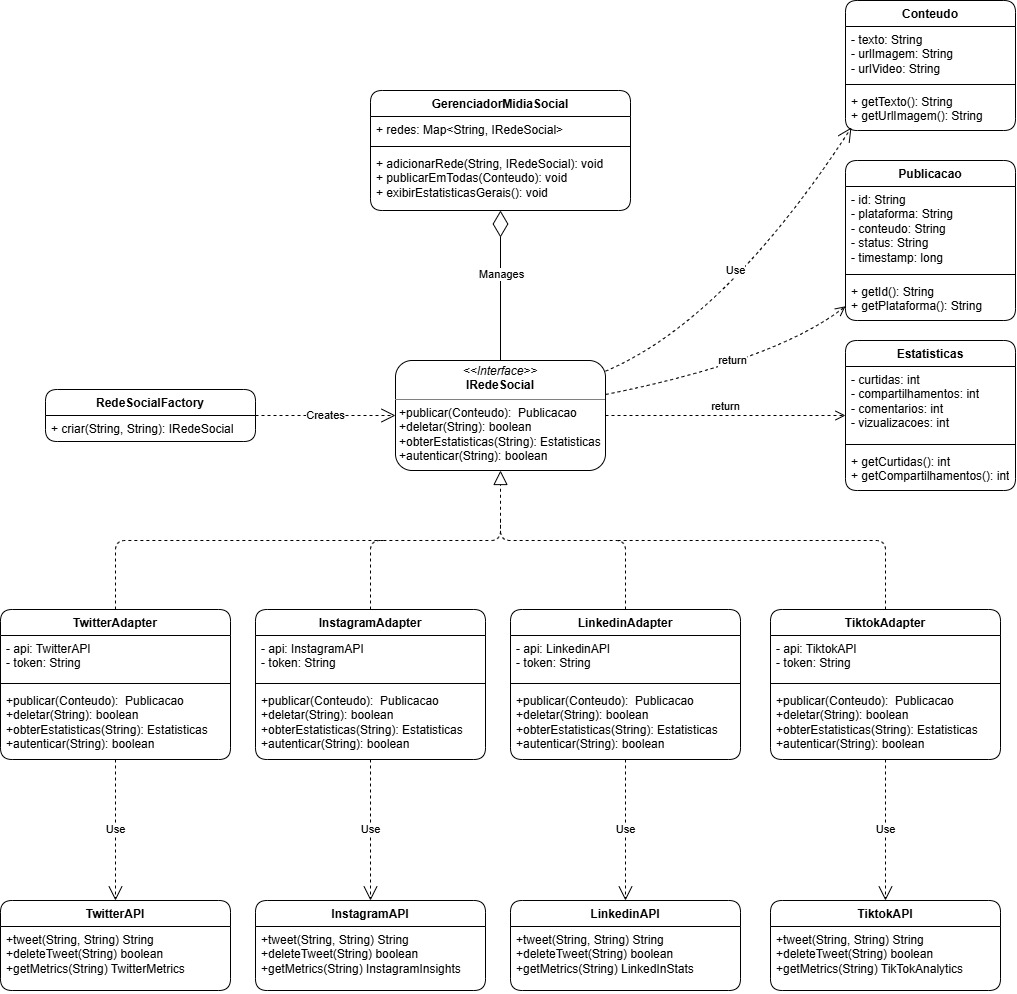 Conteudo
- texto: String
- urlImagem: String
- urlVideo: String
+ getTexto(): String
+ getUrlImagem(): String
GerenciadorMidiaSocial
+ redes: Map<String, IRedeSocial>
+ adicionarRede(String, IRedeSocial): void
+ publicarEmTodas(Conteudo): void
+ exibirEstatisticasGerais(): void
Publicacao
- id: String
- plataforma: String
- conteudo: String
- status: String
- timestamp: long
+ getId(): String
+ getPlataforma(): String
Manages
Use
return
return
Estatisticas
- curtidas: int
- compartilhamentos: int
- comentarios: int
- vizualizacoes: int
+ getCurtidas(): int
+ getCompartilhamentos(): int
RedeSocialFactory
+ criar(String, String): IRedeSocial
Creates
<<Interface>>
IRedeSocial
+publicar(Conteudo): Publicacao
+deletar(String): boolean
+obterEstatisticas(String): Estatisticas
+autenticar(String): boolean
TwitterAdapter
- api: TwitterAPI
- token: String
+publicar(Conteudo): Publicacao
+deletar(String): boolean
+obterEstatisticas(String): Estatisticas
+autenticar(String): boolean
InstagramAdapter
- api: InstagramAPI
- token: String
+publicar(Conteudo): Publicacao
+deletar(String): boolean
+obterEstatisticas(String): Estatisticas
+autenticar(String): boolean
LinkedinAdapter
- api: LinkedinAPI
- token: String
+publicar(Conteudo): Publicacao
+deletar(String): boolean
+obterEstatisticas(String): Estatisticas
+autenticar(String): boolean
TiktokAdapter
- api: TiktokAPI
- token: String
+publicar(Conteudo): Publicacao
+deletar(String): boolean
+obterEstatisticas(String): Estatisticas
+autenticar(String): boolean
Use
Use
Use
Use
TwitterAPI
+tweet(String, String) String
+deleteTweet(String) boolean
+getMetrics(String) TwitterMetrics
InstagramAPI
+tweet(String, String) String
+deleteTweet(String) boolean
+getMetrics(String) InstagramInsights
LinkedinAPI
+tweet(String, String) String
+deleteTweet(String) boolean
+getMetrics(String) LinkedInStats
TiktokAPI
+tweet(String, String) String
+deleteTweet(String) boolean
+getMetrics(String) TikTokAnalytics